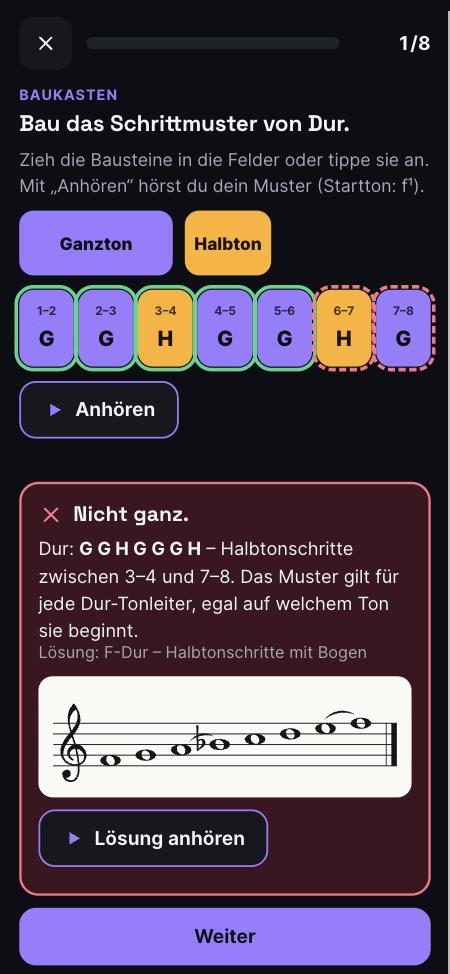 1/8
BAUKASTEN
Bau das Schrittmuster von Dur.
Zieh die Bausteine in die Felder oder tippe sie an.
Mit „Anhören“ hörst du dein Muster (Startton: f¹).
Ganzton Halbton
1–2 2–3 3–4 4–5 5–6 6–7 7–8
G G H G G H G
Anhören
Nicht ganz.
Dur: G G H G G G H – Halbtonschritte
zwischen 3–4 und 7–8. Das Muster gilt für
jede Dur-Tonleiter, egal auf welchem Ton
sie beginnt.
Lösung: F-Dur – Halbtonschritte mit Bogen
Lösung anhören
Weiter